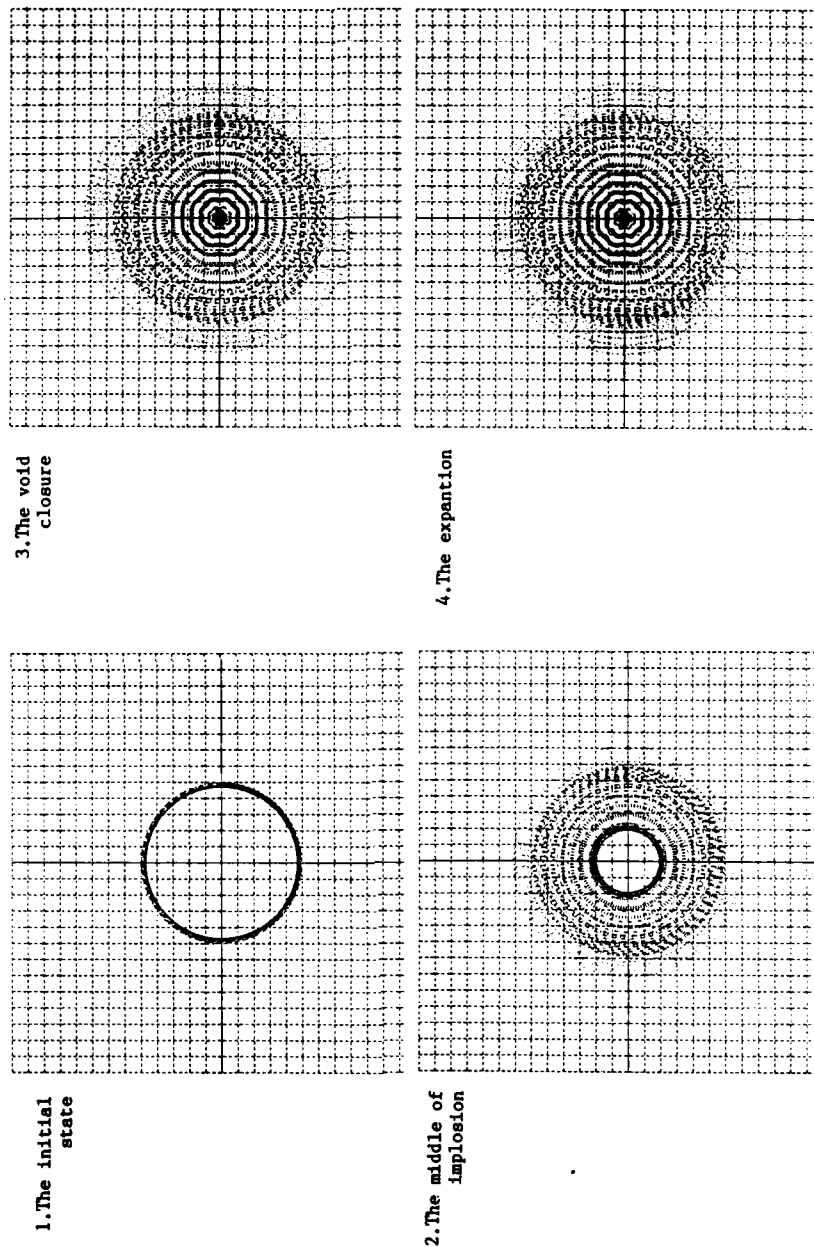 1.The initial
state
2.The middle of
implosion
3.The void
closure
4.The expantion